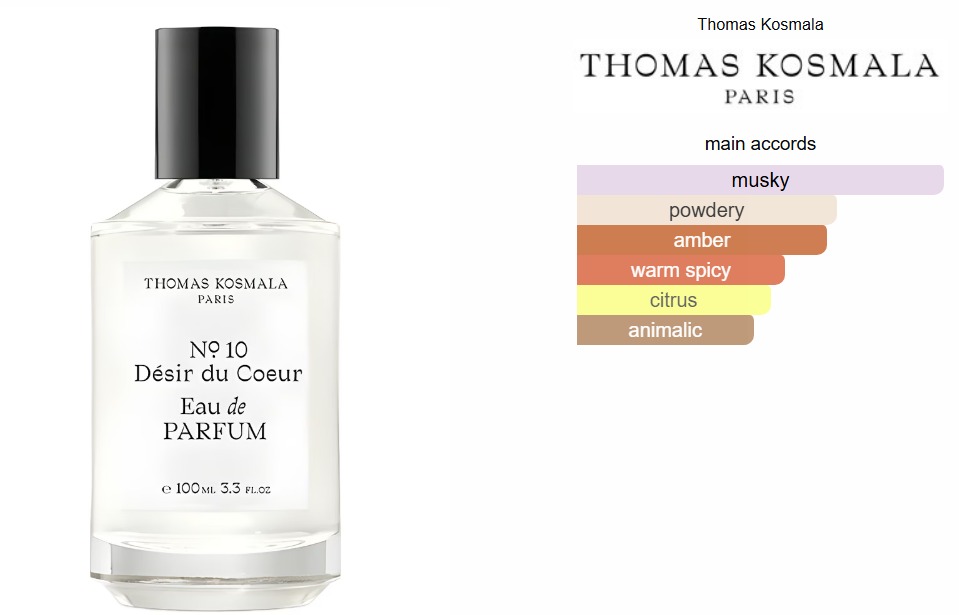 THOMAS KOSMALA
PARIS
Nº 10
Désir du Coeur
Eau de
PARFUM
℮ 100ML 3.3 FL.OZ
Thomas Kosmala
THOMAS KOSMALA
PARIS
main accords
musky
powdery
amber
warm spicy
citrus
animalic